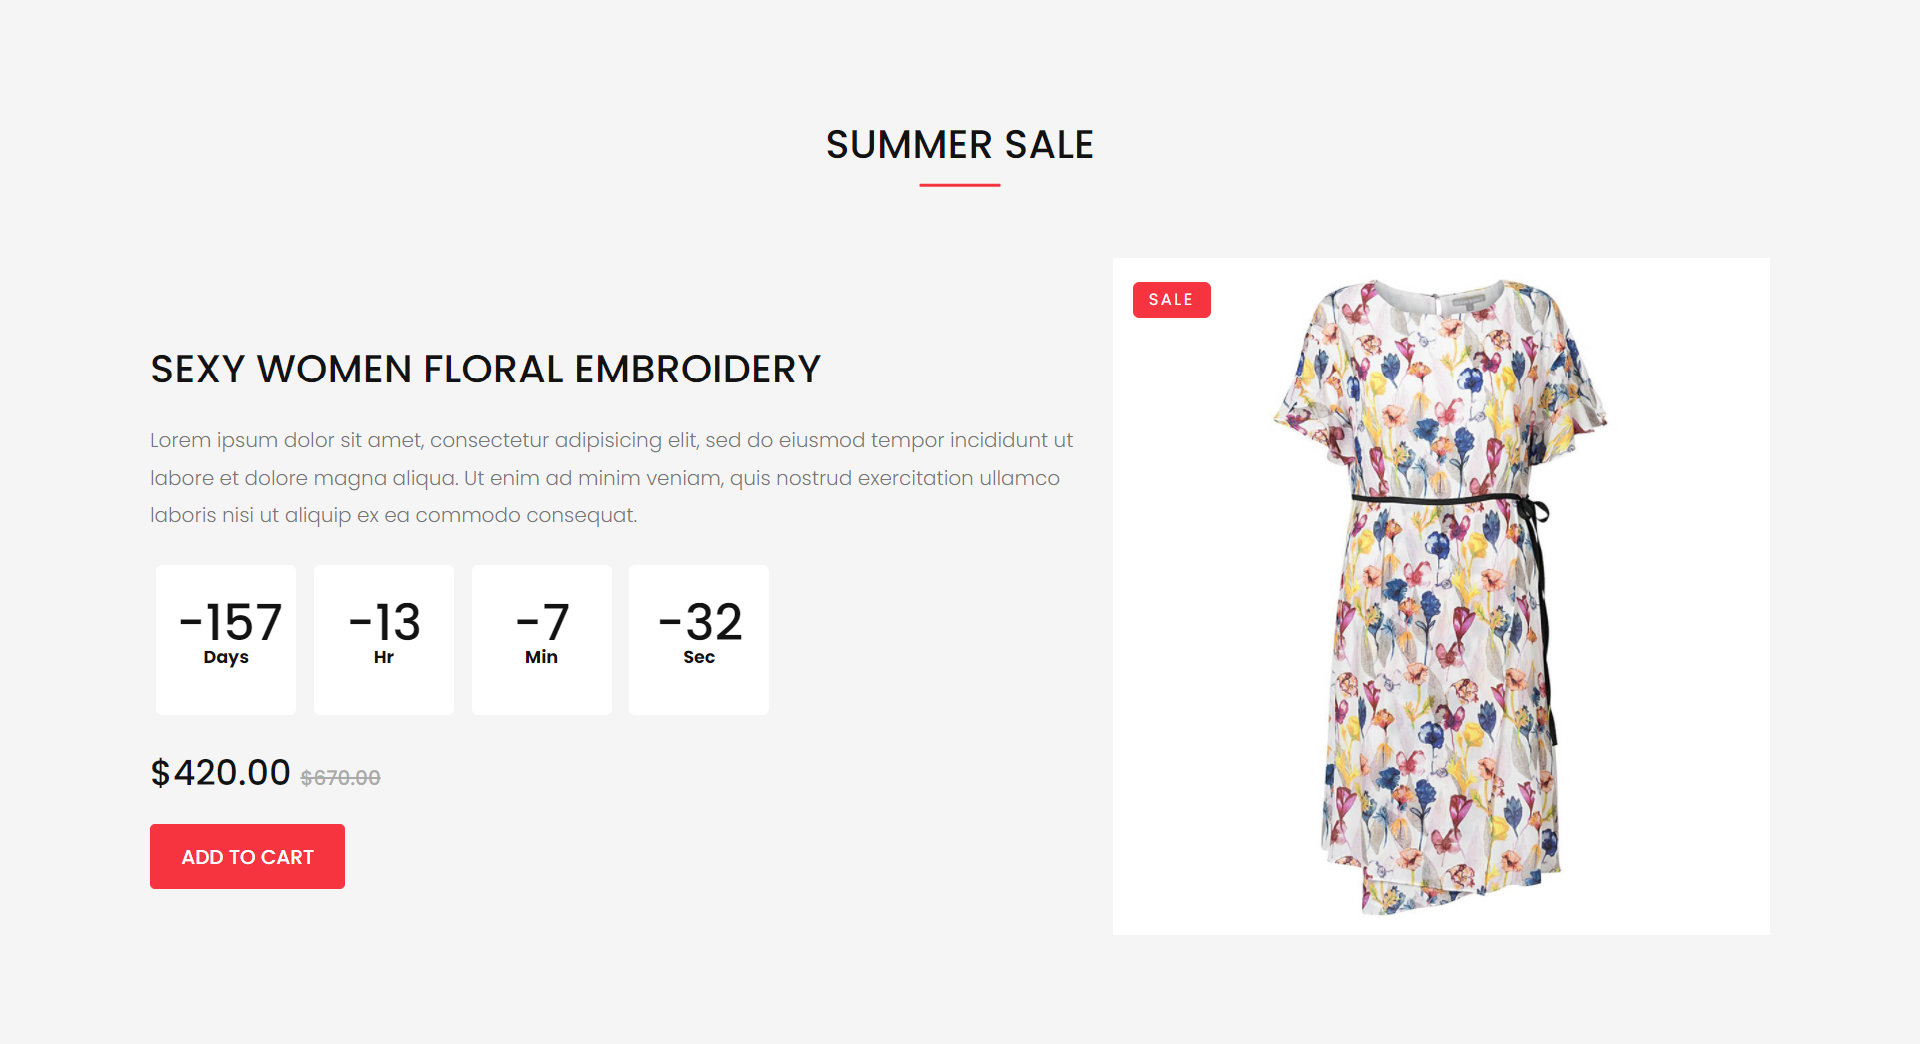 SUMMER SALE
SEXY WOMEN FLORAL EMBROIDERY
Lorem ipsum dolor sit amet, consectetur adipisicing elit, sed do eiusmod tempor incididunt ut
labore et dolore magna aliqua. Ut enim ad minim veniam, quis nostrud exercitation ullamco
laboris nisi ut aliquip ex ea commodo consequat.
-157 -13 -7 -32
Days Hr Min Sec
$420.00 $670.00
ADD TO CART
SALE